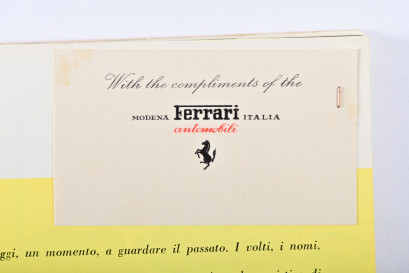 With the compliments of the
MODENA Ferrari ITALIA
automobili
ggi, un momento, a guardare il passato. I volti, i nomi.